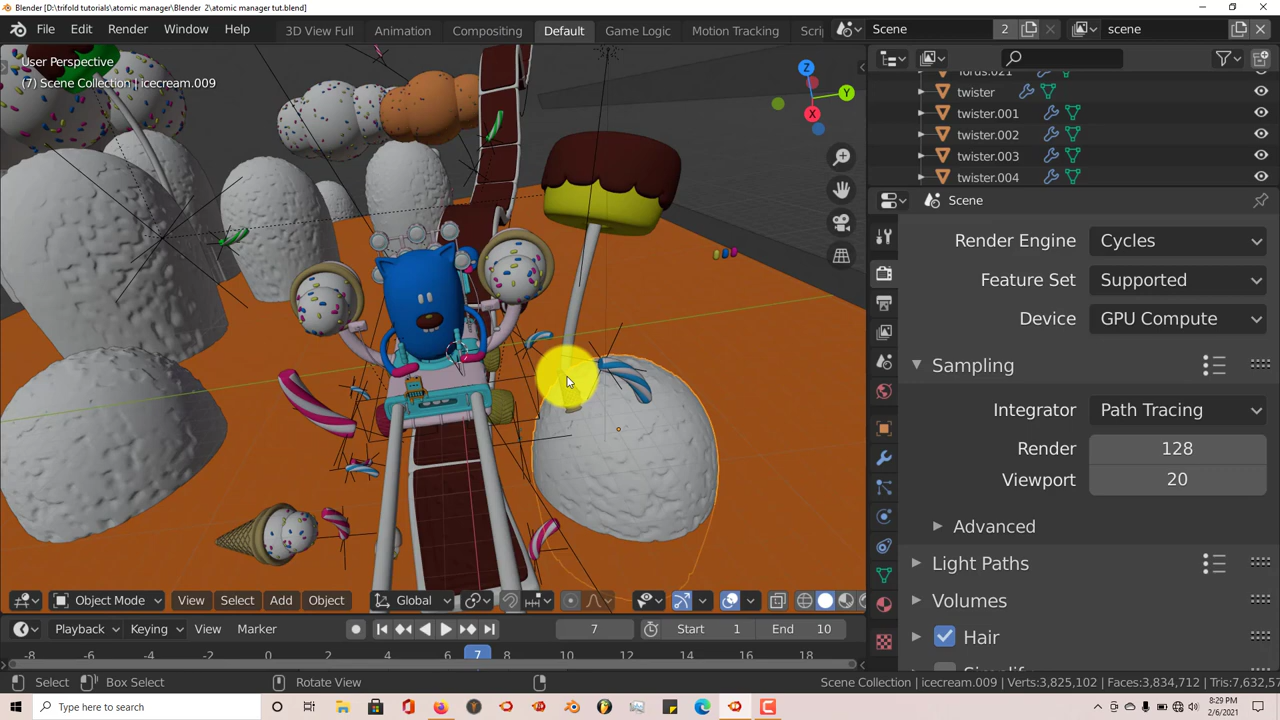 Blender [D:\trifold tutorials\atomic manager\Blender 2\atomic manager tut.blend]
File Edit Render Window Help 3D View Full Animation Compositing Default Game Logic Motion Tracking Scri Scene 2 scene
User Perspective
(7) Scene Collection | icecream.009
Z
Y
X
Torus.021
twister
twister.001
twister.002
twister.003
twister.004
Scene
Render Engine Cycles
Feature Set Supported
Device GPU Compute
Sampling
Integrator Path Tracing
Render 128
Viewport 20
Advanced
Light Paths
Volumes
Hair
Simplify
Object Mode View Select Add Object Global
Playback Keying View Marker 7 Start 1 End 10
-8 -6 -4 -2 0 2 4 6 7 8 10 12 14 16 18
Select Box Select Rotate View Scene Collection | icecream.009 | Verts:3,825,102 | Faces:3,834,712 | Tris:7,632,57
Type here to search
8:29 PM
2/6/2021